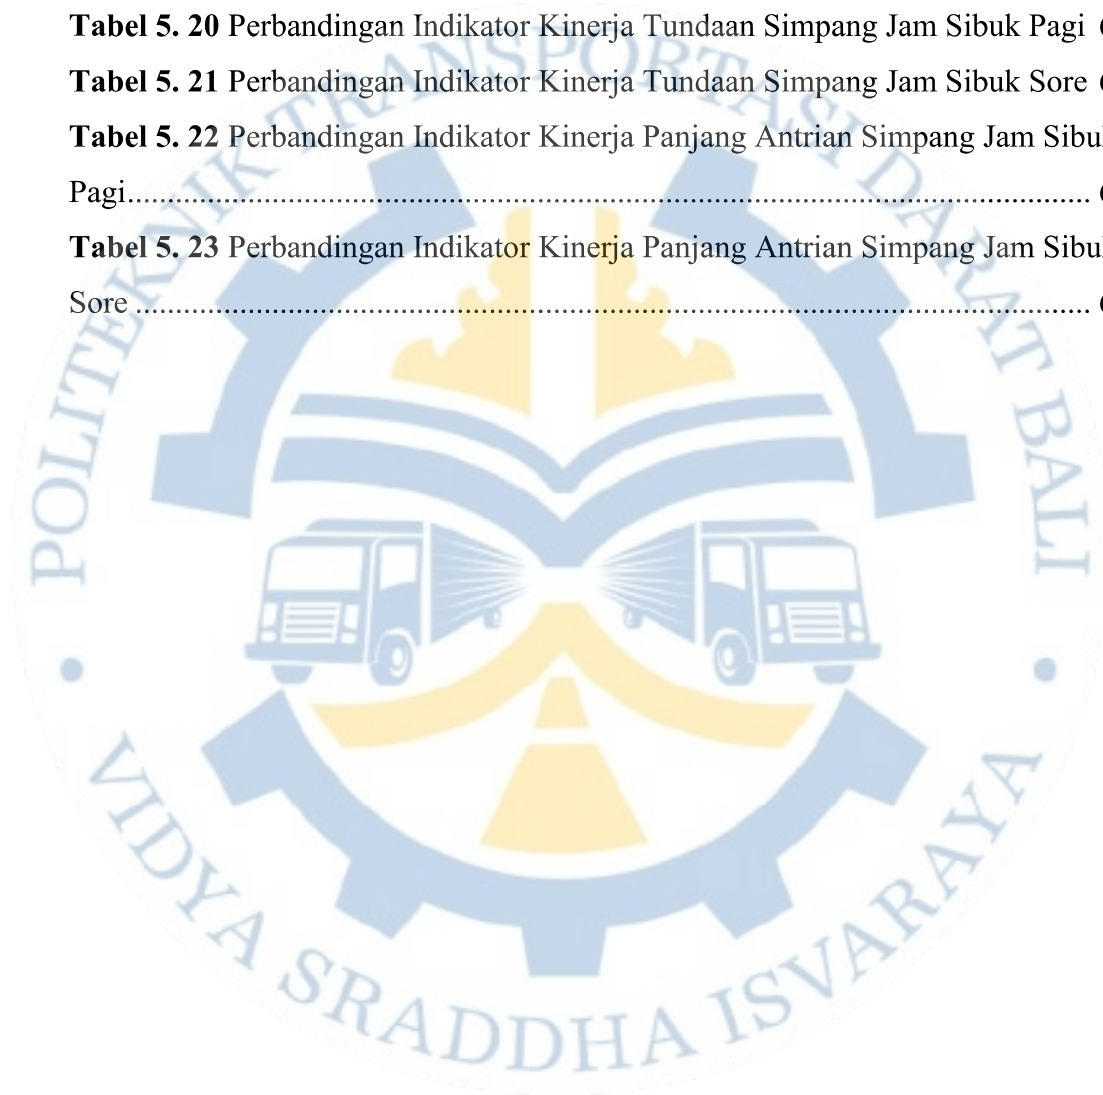 Tabel 5. 20 Perbandingan Indikator Kinerja Tundaan Simpang Jam Sibuk Pagi
Tabel 5. 21 Perbandingan Indikator Kinerja Tundaan Simpang Jam Sibuk Sore
Tabel 5. 22 Perbandingan Indikator Kinerja Panjang Antrian Simpang Jam
Pagi........................................................................................................................
Tabel 5. 23 Perbandingan Indikator Kinerja Panjang Antrian Simpang Jam
Sore .......................................................................................................................
POLITEKNIK TRANSPORTASI DARAT BALI
VIDYA SRADDHA ISVARAYA